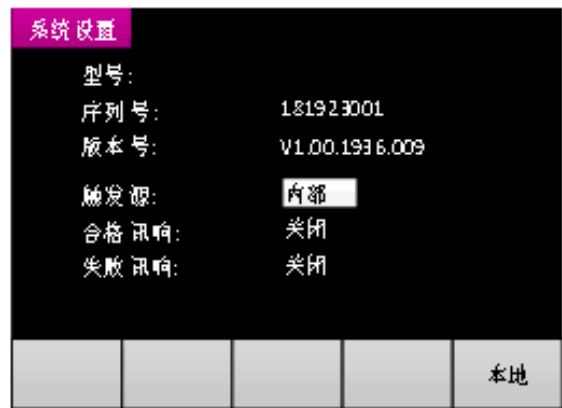 系统设置
型号:
序列号: 181923001
版本号: V1.00.1936.009
触发源: 内部
合格讯响: 关闭
失败讯响: 关闭
本地